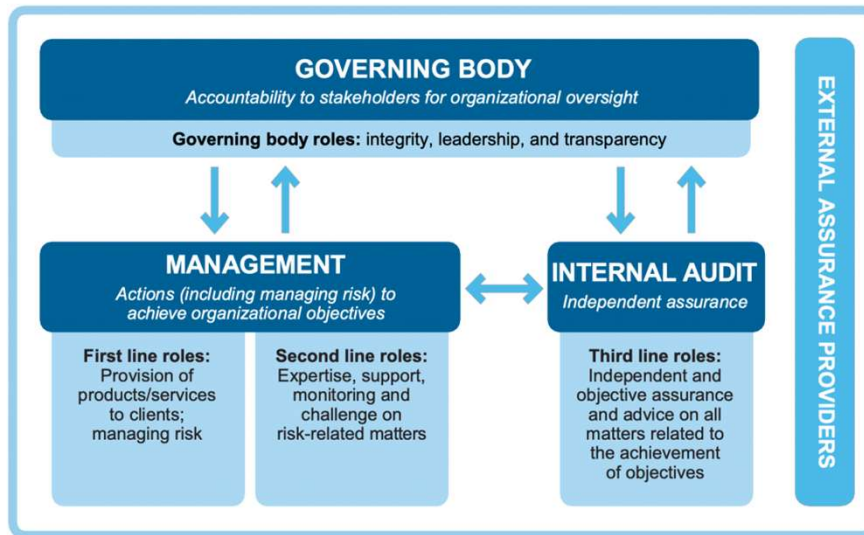 GOVERNING BODY
Accountability to stakeholders for organizational oversight
Governing body roles: integrity, leadership, and transparency
MANAGEMENT
Actions (including managing risk) to
achieve organizational objectives
First line roles:
Provision of
products/services
to clients;
managing risk
Second line roles:
Expertise, support,
monitoring and
challenge on
risk-related matters
INTERNAL AUDIT
Independent assurance
Third line roles:
Independent and
objective assurance
and advice on all
matters related to
the achievement
of objectives
EXTERNAL ASSURANCE PROVIDERS